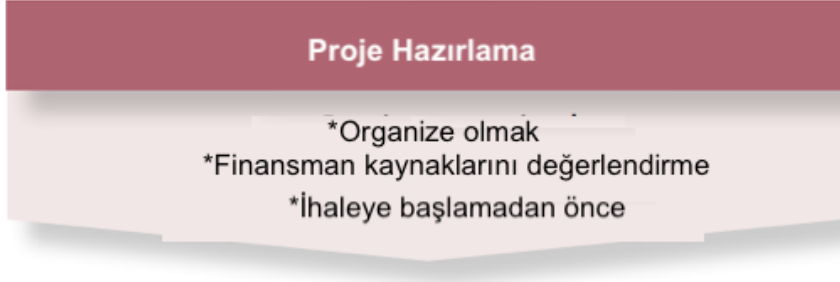 Proje Hazırlama
*Organize olmak
*Finansman kaynaklarını değerlendirme
*İhaleye başlamadan önce